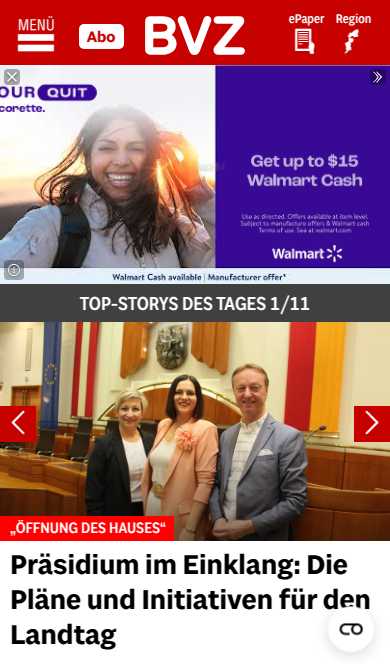 MENÜ
Abo
BVZ
ePaper
Region
OUR QUIT
corette.
Get up to $15
Walmart Cash
Use as directed. Offers available at item level.
Subject to manufacture offers & Walmart cash
Terms of use. See at walmart.com
Walmart
Walmart Cash available | Manufacturer offer*
TOP-STORYS DES TAGES 1/11
„ÖFFNUNG DES HAUSES“
Präsidium im Einklang: Die
Pläne und Initiativen für den
Landtag